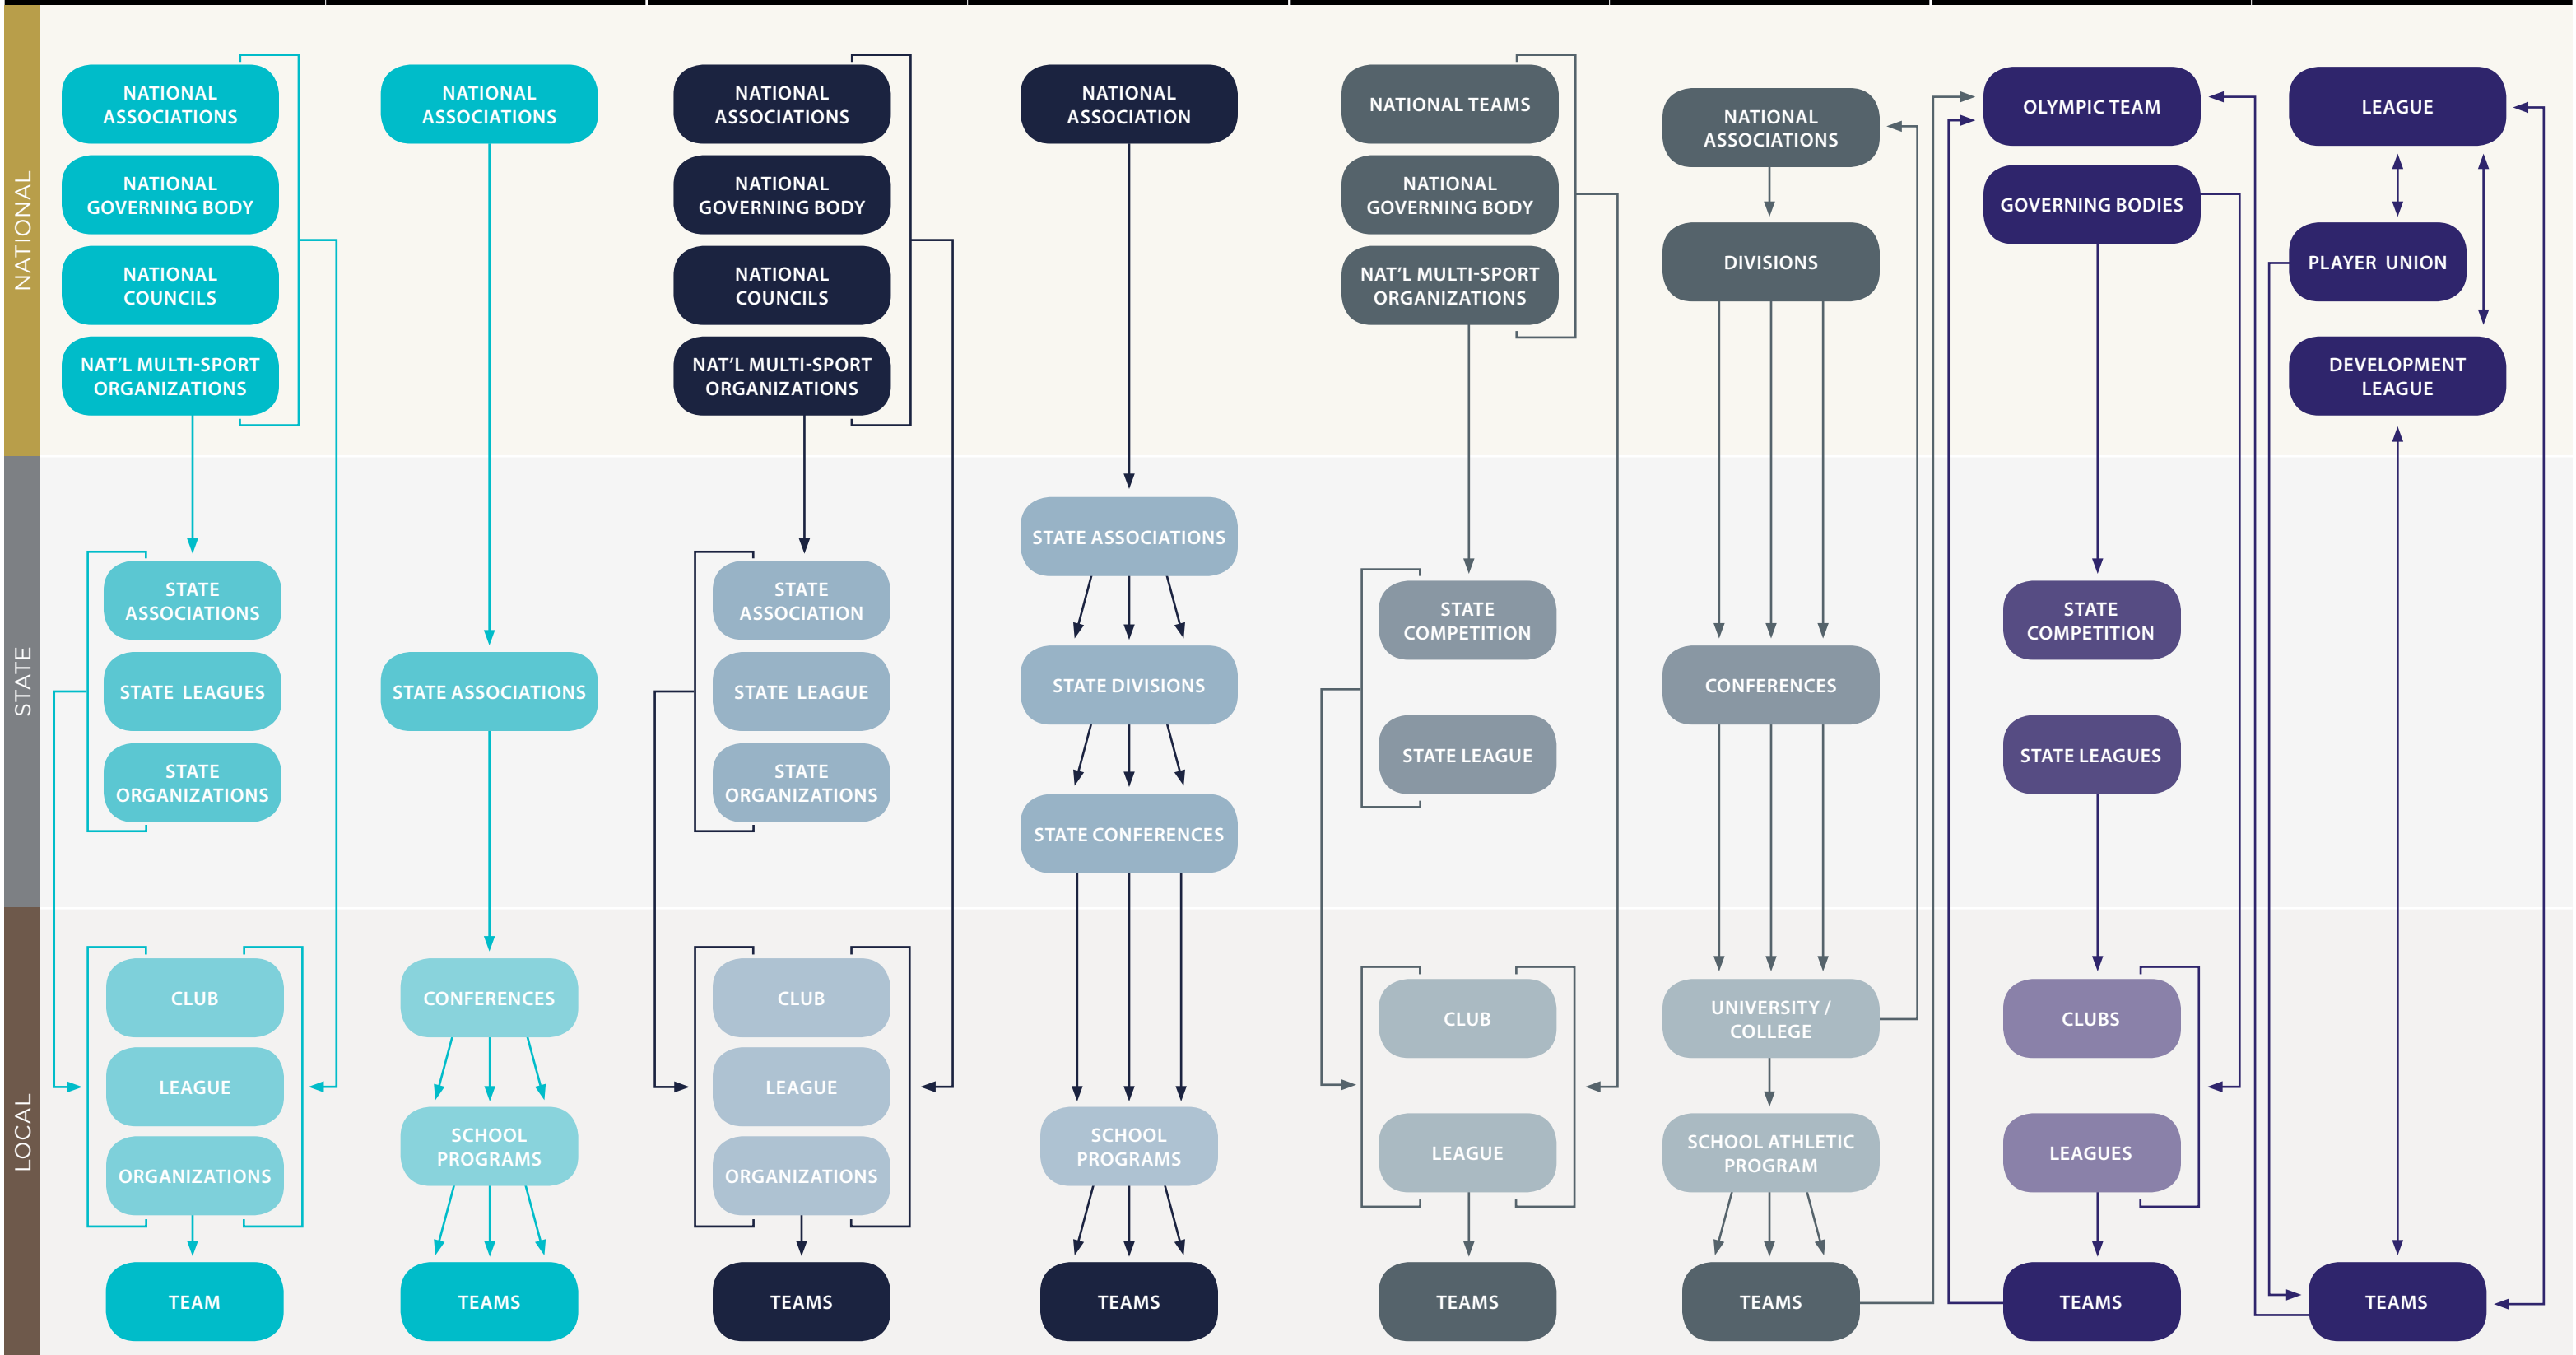 NATIONAL
STATE
LOCAL
NATIONAL
ASSOCIATIONS
NATIONAL
GOVERNING BODY
NATIONAL
COUNCILS
NAT'L MULTI-SPORT
ORGANIZATIONS
STATE
ASSOCIATIONS
STATE LEAGUES
STATE
ORGANIZATIONS
CLUB
LEAGUE
ORGANIZATIONS
TEAM
NATIONAL
ASSOCIATIONS
STATE ASSOCIATIONS
CONFERENCES
SCHOOL
PROGRAMS
TEAMS
NATIONAL
ASSOCIATIONS
NATIONAL
GOVERNING BODY
NATIONAL
COUNCILS
NAT'L MULTI-SPORT
ORGANIZATIONS
STATE
ASSOCIATION
STATE LEAGUE
STATE
ORGANIZATIONS
CLUB
LEAGUE
ORGANIZATIONS
TEAMS
NATIONAL
ASSOCIATION
STATE ASSOCIATIONS
STATE DIVISIONS
STATE CONFERENCES
SCHOOL
PROGRAMS
TEAMS
NATIONAL TEAMS
NATIONAL
GOVERNING BODY
NAT'L MULTI-SPORT
ORGANIZATIONS
STATE
COMPETITION
STATE LEAGUE
CLUB
LEAGUE
TEAMS
NATIONAL
ASSOCIATIONS
DIVISIONS
CONFERENCES
UNIVERSITY /
COLLEGE
SCHOOL ATHLETIC
PROGRAM
TEAMS
OLYMPIC TEAM
GOVERNING BODIES
STATE
COMPETITION
STATE LEAGUES
CLUBS
LEAGUES
TEAMS
LEAGUE
PLAYER UNION
DEVELOPMENT
LEAGUE
TEAMS